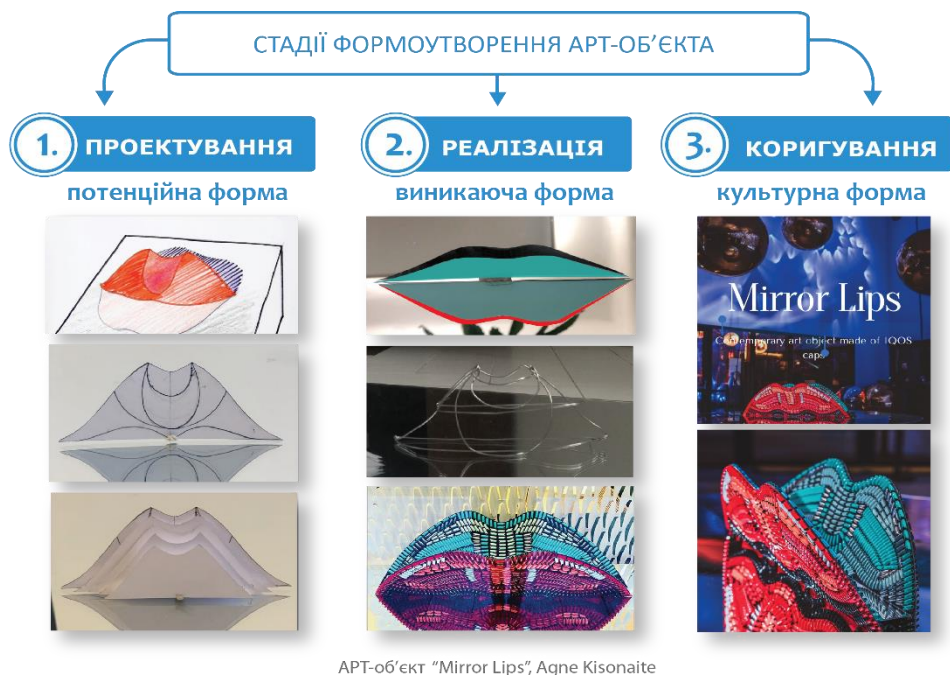 СТАДІЇ ФОРМОУТВОРЕННЯ АРТ-ОБ’ЄКТА
1. ПРОЕКТУВАННЯ
потенційна форма
2. РЕАЛІЗАЦІЯ
виникаюча форма
3. КОРИГУВАННЯ
культурна форма
Mirror Lips
Contemporary art object made of IQOS
caps
АРТ-об’єкт “Mirror Lips”, Agne Kisonaite